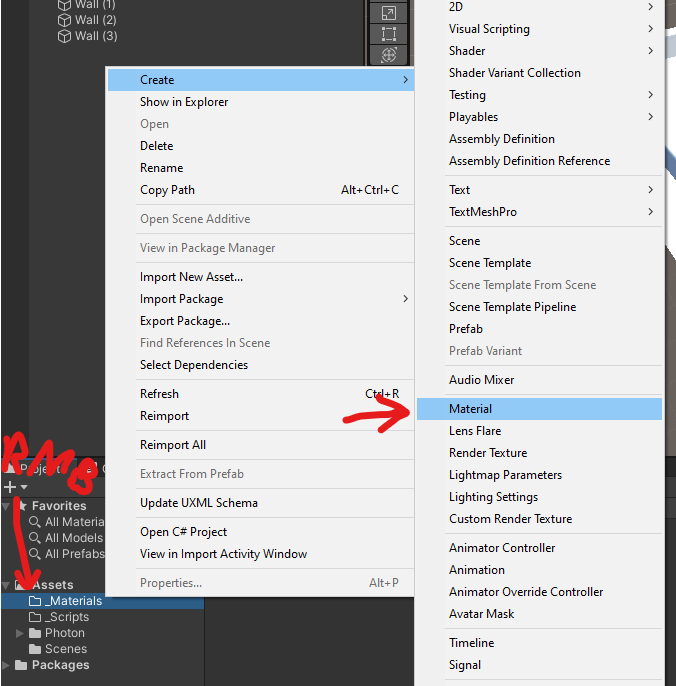 Wall (1)
Wall (2)
Wall (3)
Create
Show in Explorer
Open
Delete
Rename
Copy Path Alt+Ctrl+C
Open Scene Additive
View in Package Manager
Import New Asset...
Import Package
Export Package...
Find References In Scene
Select Dependencies
Refresh Ctrl+R
Reimport
Reimport All
Extract From Prefab
Update UXML Schema
Open C# Project
View in Import Activity Window
Properties... Alt+P
2D
Visual Scripting
Shader
Shader Variant Collection
Testing
Playables
Assembly Definition
Assembly Definition Reference
Text
TextMeshPro
Scene
Scene Template
Scene Template From Scene
Scene Template Pipeline
Prefab
Prefab Variant
Audio Mixer
Material
Lens Flare
Render Texture
Lightmap Parameters
Lighting Settings
Custom Render Texture
Animator Controller
Animation
Animator Override Controller
Avatar Mask
Timeline
Signal
RMB
Project
Favorites
All Materia
All Models
All Prefabs
Assets
_Materials
_Scripts
Photon
Scenes
Packages